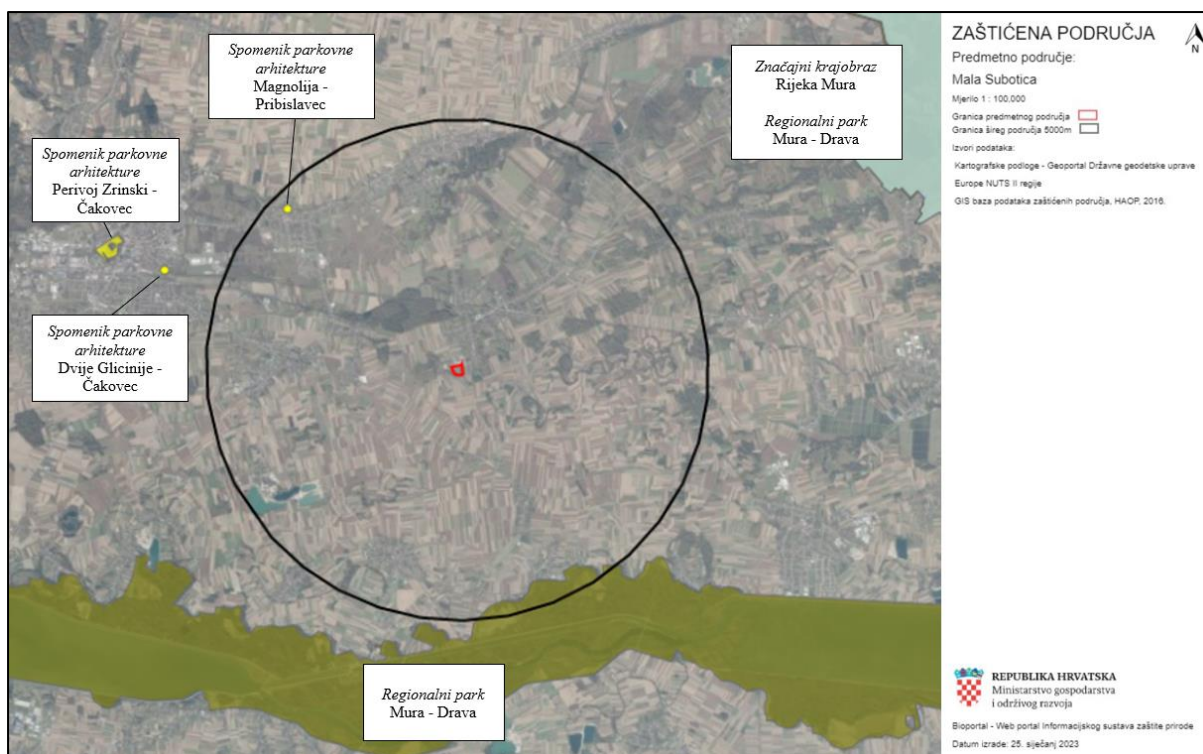 Spomenik parkovne
arhitekture
Magnolija -
Pribislavec
Spomenik parkovne
arhitekture
Perivoj Zrinski -
Čakovec
Spomenik parkovne
arhitekture
Dvije Glicinije -
Čakovec
Značajni krajobraz
Rijeka Mura
Regionalni park
Mura - Drava
Regionalni park
Mura - Drava
ZAŠTIĆENA PODRUČJA
N
Predmetno područje:
Mala Subotica
Mjerilo 1 : 100.000
Granica predmetnog područja
Granica šireg područja 5000m
Izvori podataka:
Kartografske podloge - Geoportal Državne geodetske uprave
Europe NUTS II regije
GIS baza podataka zaštićenih područja, HAOP, 2016.
REPUBLIKA HRVATSKA
Ministarstvo gospodarstva
i održivog razvoja
Bioportal - Web portal Informacijskog sustava zaštite prirode
Datum izrade: 25. siječanj 2023